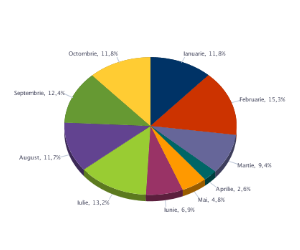 Octombrie, 11,8%
Ianuarie, 11,8%
Septembrie, 12,4%
Februarie, 15,3%
Martie, 9,4%
August, 11,7%
Aprilie, 2,6%
Mai, 4,8%
Iulie, 13,2%
Iunie, 6,9%